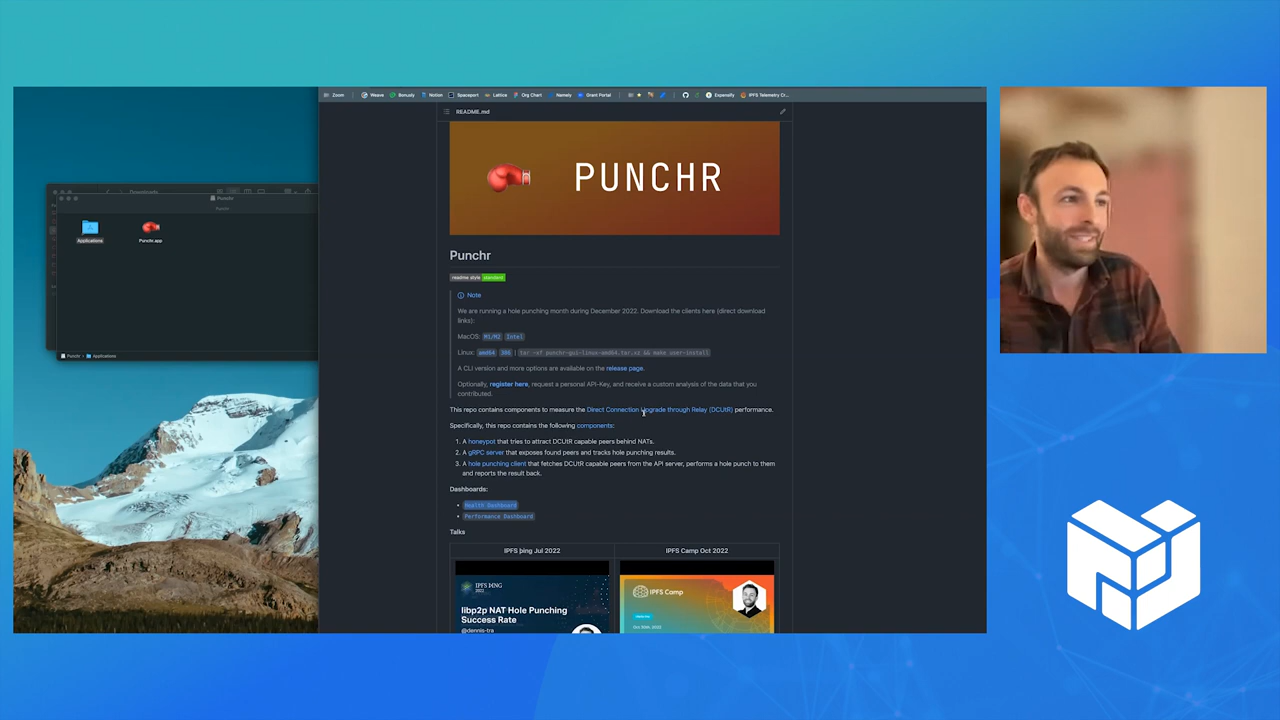 Zoom Weave Bonusly Notion Spaceport Lattice Org Chart Namely Grant Portal Expensify IPFS Telemetry Cr...
README.md
PUNCHR
Downloads
Punchr
Applications
Punchr.app
Punchr
Applications
Punchr
readme style standard
Note
We are running a hole punching month during December 2022. Download the clients here (direct download
links):
MacOS: M1/M2 Intel
Linux: amd64 386 | tar -xf punchr-gui-linux-amd64.tar.xz && make user-install
A CLI version and more options are available on the release page.
Optionally, register here, request a personal API-Key, and receive a custom analysis of the data that you
contributed.
This repo contains components to measure the Direct Connection Upgrade through Relay (DCUtR) performance.
Specifically, this repo contains the following components:
1. A honeypot that tries to attract DCUtR capable peers behind NATs.
2. A gRPC server that exposes found peers and tracks hole punching results.
3. A hole punching client that fetches DCUtR capable peers from the API server, performs a hole punch to them
and reports the result back.
Dashboards:
Health Dashboard
Performance Dashboard
Talks
IPFS þing Jul 2022
IPFS Camp Oct 2022
IPFS ÞING
2022
libp2p NAT Hole Punching
Success Rate
@dennis-tra
IPFS Camp